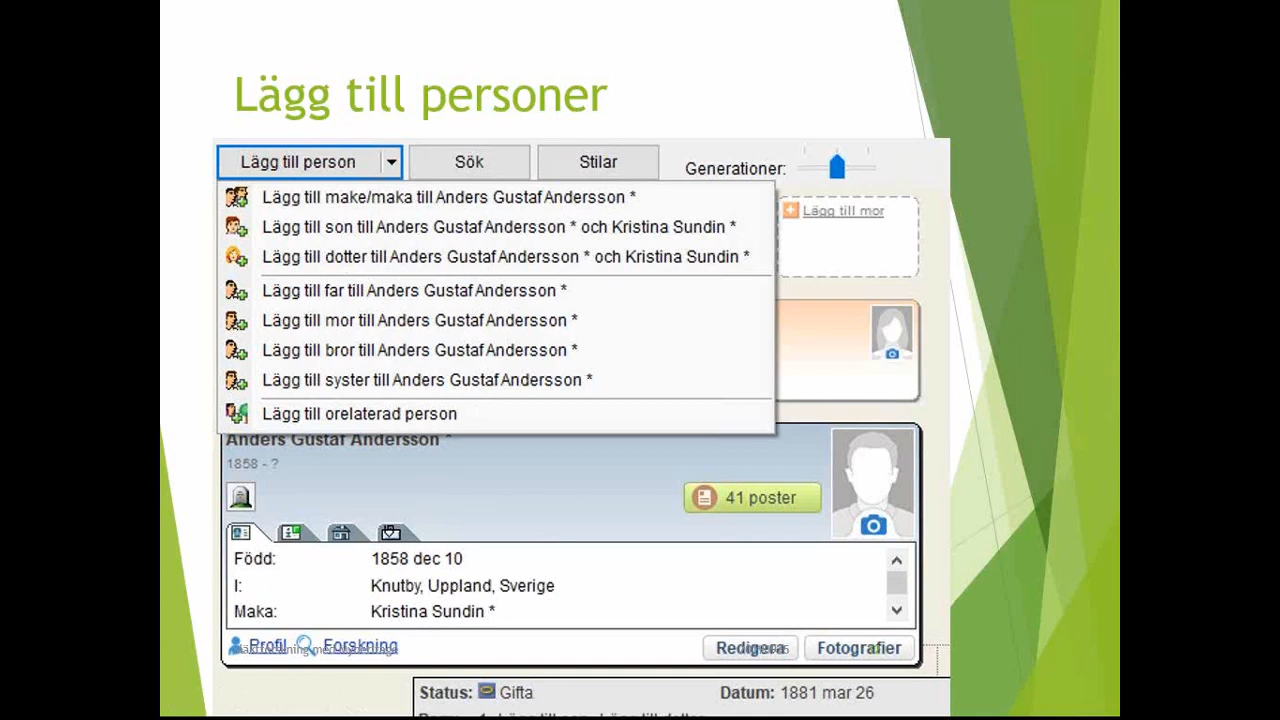 Lägg till personer
Lägg till person
Sök
Stilar
Generationer:
Lägg till make/maka till Anders Gustaf Andersson *
Lägg till son till Anders Gustaf Andersson * och Kristina Sundin *
Lägg till dotter till Anders Gustaf Andersson * och Kristina Sundin *
Lägg till far till Anders Gustaf Andersson *
Lägg till mor till Anders Gustaf Andersson *
Lägg till bror till Anders Gustaf Andersson *
Lägg till syster till Anders Gustaf Andersson *
Lägg till orelaterad person
Lägg till mor
Anders Gustaf Andersson *
1858 - ?
41 poster
Född: 1858 dec 10
I: Knutby, Uppland, Sverige
Maka: Kristina Sundin *
Profil Forskning
Redigera Fotografier
Status: Gifta Datum: 1881 mar 26